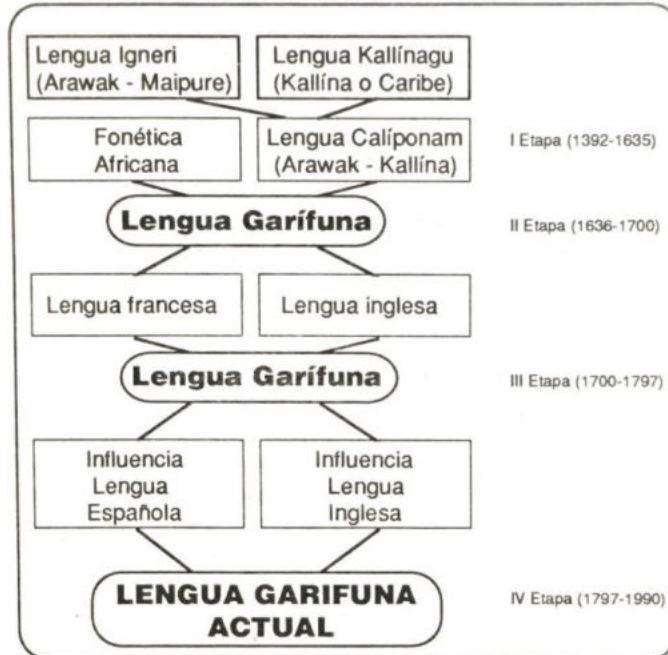 Lengua Igneri
(Arawak - Maipure)
Lengua Kallínagu
(Kallína o Caribe)
Fonética
Africana
Lengua Calíponam
(Arawak - Kallína)
I Etapa (1392-1635)
Lengua Garífuna
II Etapa (1636-1700)
Lengua francesa
Lengua inglesa
Lengua Garífuna
III Etapa (1700-1797)
Influencia
Lengua
Española
Influencia
Lengua
Inglesa
LENGUA GARIFUNA
ACTUAL
IV Etapa (1797-1990)